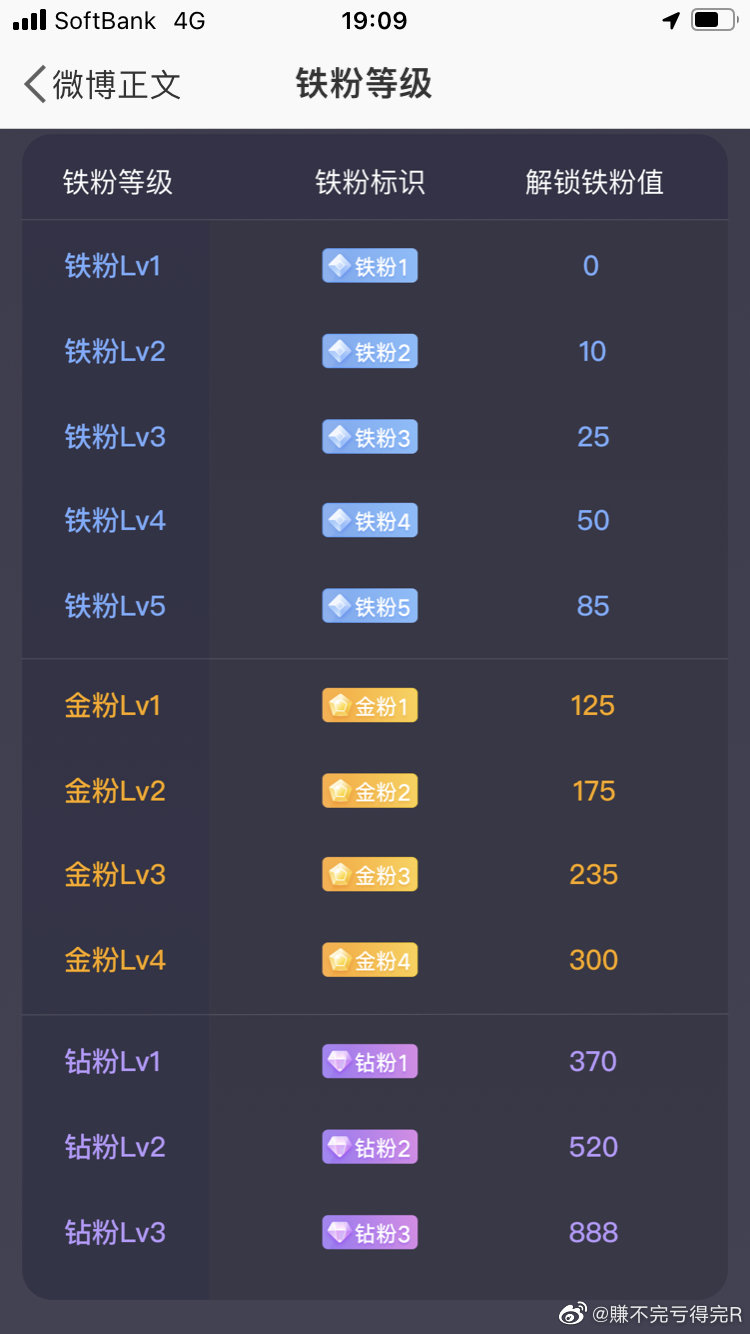 SoftBank 4G 19:09
微博正文 铁粉等级
铁粉等级 铁粉标识 解锁铁粉值
铁粉Lv1 铁粉1 0
铁粉Lv2 铁粉2 10
铁粉Lv3 铁粉3 25
铁粉Lv4 铁粉4 50
铁粉Lv5 铁粉5 85
金粉Lv1 金粉1 125
金粉Lv2 金粉2 175
金粉Lv3 金粉3 235
金粉Lv4 金粉4 300
钻粉Lv1 钻粉1 370
钻粉Lv2 钻粉2 520
钻粉Lv3 钻粉3 888
@賺不完亏得完R